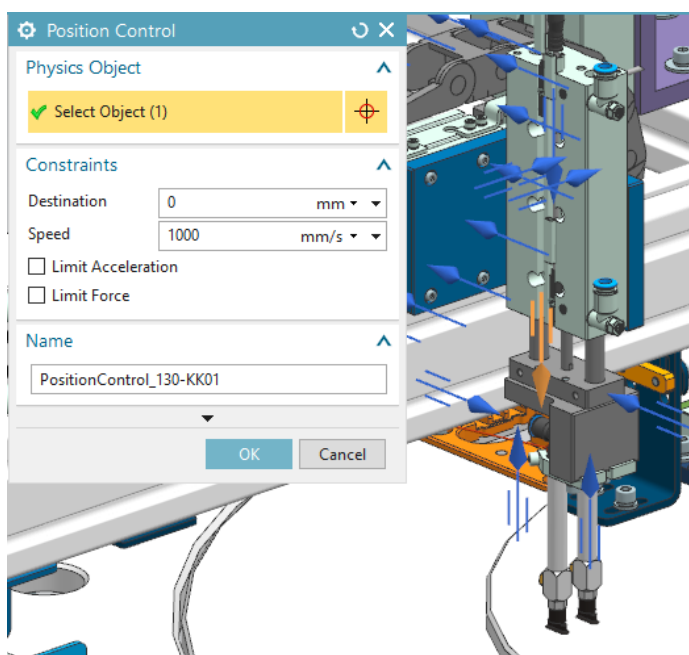 Position Control
Physics Object
Select Object (1)
Constraints
Destination 0 mm
Speed 1000 mm/s
Limit Acceleration
Limit Force
Name
PositionControl_130-KK01
OK Cancel